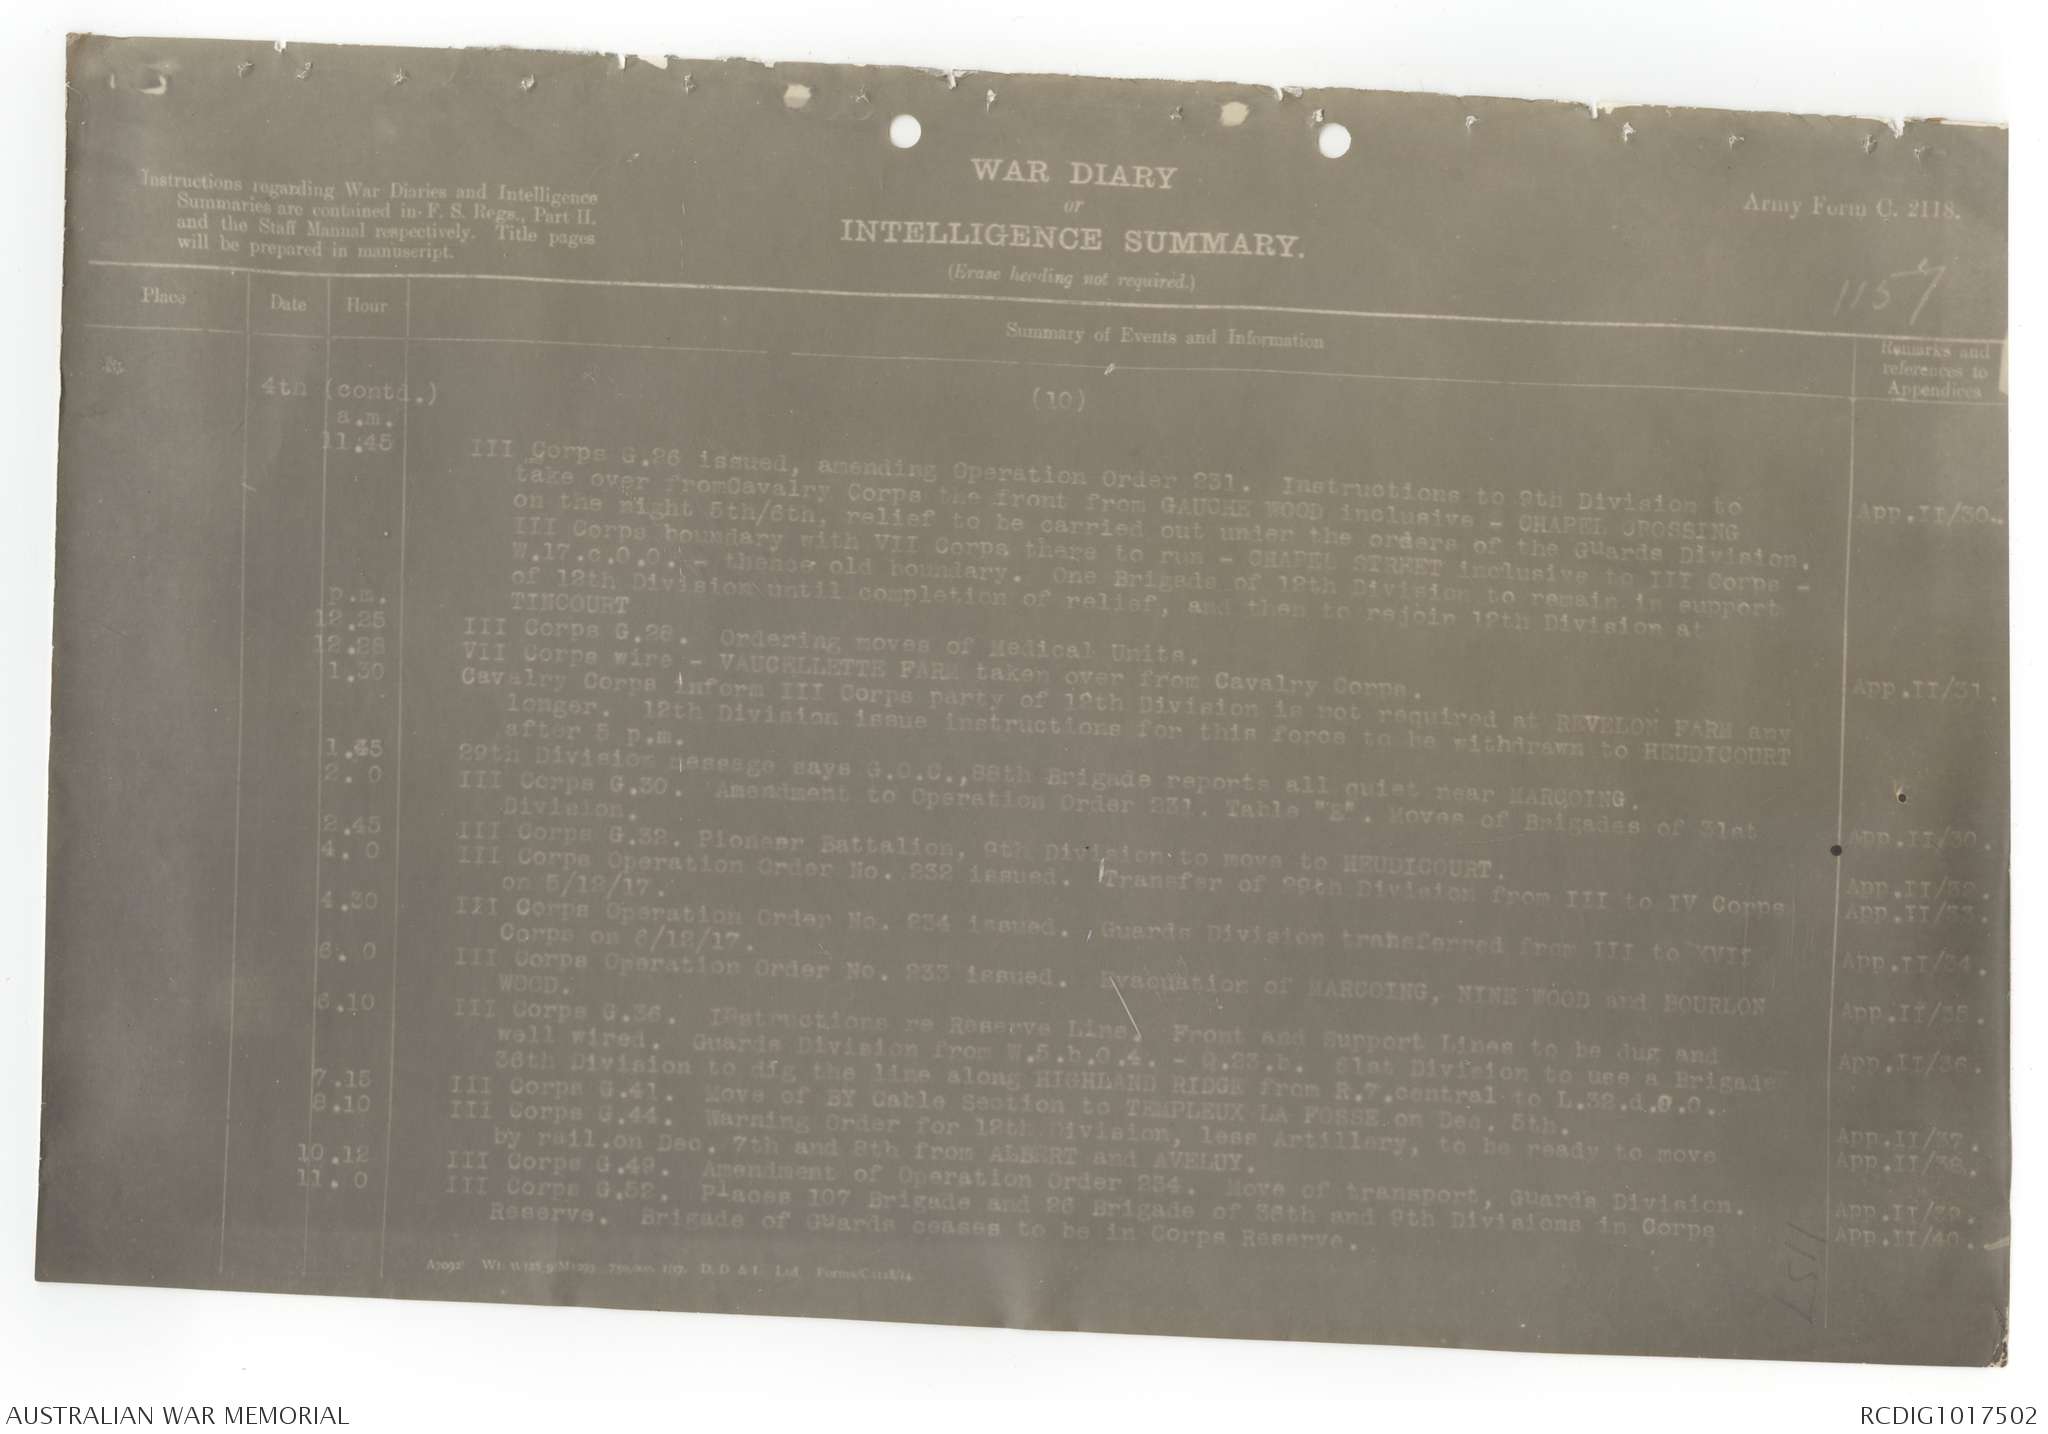 Instructions regarding War Diaries and Intelligence
Summaries are contained in F. S. Regs., Part II.
and the Staff Manual respectively. Title pages
will be prepared in manuscript.
WAR DIARY
or
INTELLIGENCE SUMMARY.
(Erase heading not required.)
Army Form C. 2118.
1157
Place
Date
Hour
Summary of Events and Information
Remarks and
references to
Appendices
4th (contd.)
(10)
a.m.
11.45 III Corps G.26 issued, amending Operation Order 231. Instructions to 9th Division to
take over fromCavalry Corps the front from GAUCHE WOOD inclusive - CHAPEL CROSSING App.II/30.
on the night 5th/6th, relief to be carried out under the orders of the Guards Division.
III Corps boundary with VII Corps there to run - CHAPEL STREET inclusive to III Corps -
W.17.c.0.0. - thence old boundary. One Brigade of 12th Division to remain in support
of 12th Division until completion of relief, and then to rejoin 12th Division at
TINCOURT
p.m.
12.25 III Corps G.28. Ordering moves of Medical Units. App.II/31.
12.28 VII Corps wire - VAUCELLETTE FARM taken over from Cavalry Corps.
1.30 Cavalry Corps inform III Corps party of 12th Division is not required at REVELON FARM any
longer. 12th Division issue instructions for this force to be withdrawn to HEUDICOURT
after 5 p.m.
1.45 29th Division message says G.O.C., 88th Brigade reports all quiet near MARCOING.
2. 0 III Corps G.30. Amendment to Operation Order 231. Table "E". Moves of Brigades of 31st App.II/30.
Division.
2.45 III Corps G.32. Pioneer Battalion, 9th Division to move to HEUDICOURT. App.II/32.
4. 0 III Corps Operation Order No. 232 issued. Transfer of 29th Division from III to IV Corps App.II/33.
on 5/12/17.
4.30 III Corps Operation Order No. 234 issued. Guards Division transferred from III to XVII App.II/34.
Corps on 6/12/17.
6. 0 III Corps Operation Order No. 233 issued. Evacuation of MARCOING, NINE WOOD and BOURLON App.II/35.
WOOD.
6.10 III Corps G.36. Instructions re Reserve Line. Front and Support Lines to be dug and App.II/36.
well wired. Guards Division from W.5.b.0.4. - Q.23.b. 61st Division to use a Brigade
36th Division to dig the line along HIGHLAND RIDGE from R.7.central to L.32.d.0.0.
7.15 III Corps G.41. Move of BY Cable Section to TEMPLEUX LA FOSSE on Dec. 5th. App.II/37.
8.10 III Corps G.44. Warning Order for 12th Division, less Artillery, to be ready to move App.II/38.
by rail.on Dec. 7th and 8th from ALBERT and AVELUY.
10.12 III Corps G.49. Amendment of Operation Order 234. Move of transport, Guards Division. App.II/39.
11. 0 III Corps G.52. Places 107 Brigade and 26 Brigade of 36th and 9th Divisions in Corps App.II/40.
Reserve. Brigade of Guards ceases to be in Corps Reserve.
1157
D. D. & L. Ltd. Forms/C.2118/14.
AUSTRALIAN WAR MEMORIAL
RCDIG1017502